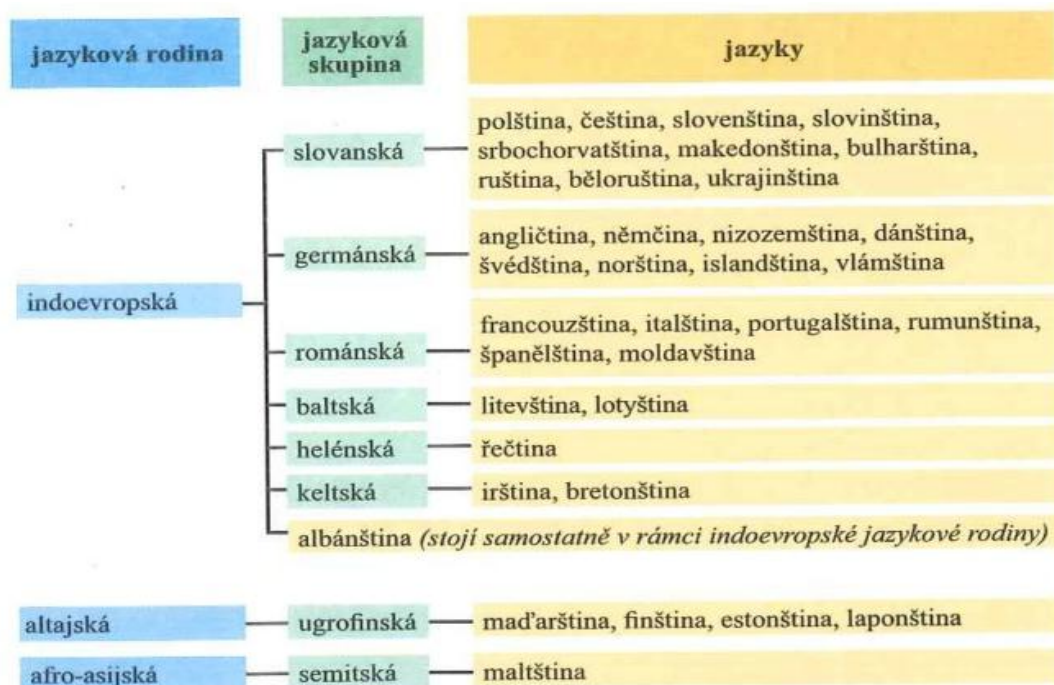 jazyková rodina
jazyková
skupina
jazyky
indoevropská
slovanská
polština, čeština, slovenština, slovinština,
srbochorvatština, makedonština, bulharština,
ruština, běloruština, ukrajinština
germánská
angličtina, němčina, nizozemština, dánština,
švédština, norština, islandština, vlámština
románská
francouzština, italština, portugalština, rumunština,
španělština, moldavština
baltská
litevština, lotyština
helénská
řečtina
keltská
irština, bretonština
albánština (stojí samostatně v rámci indoevropské jazykové rodiny)
altajská
ugrofinská
maďarština, finština, estonština, laponština
afro-asijská
semitská
maltština